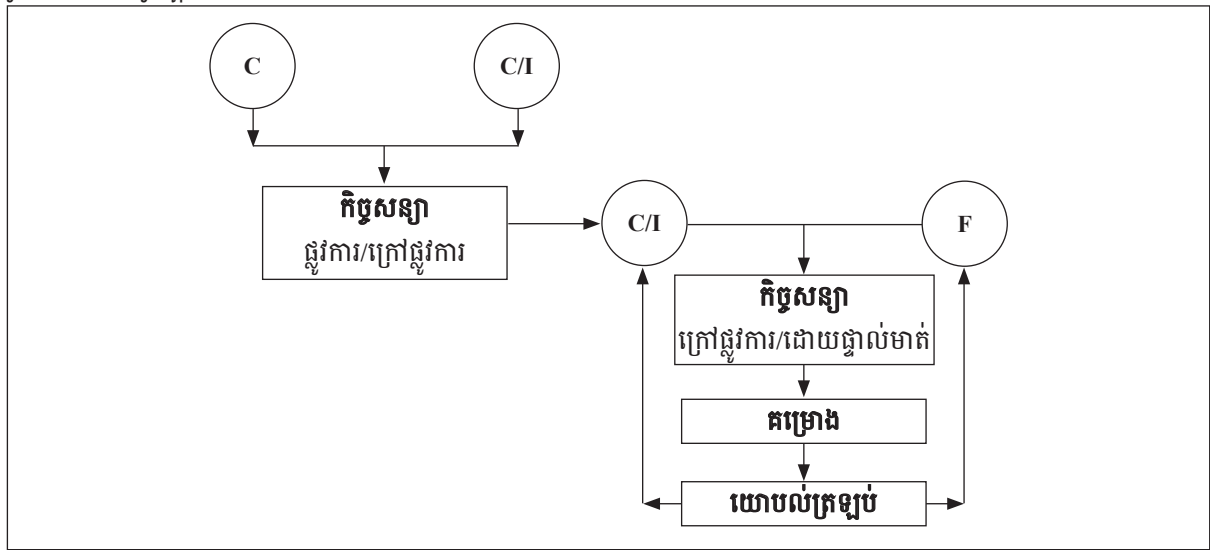 C
C/I
កិច្ចសន្យា
ផ្លូវការ/ក្រៅផ្លូវការ
C/I
F
កិច្ចសន្យា
ក្រៅផ្លូវការ/ដោយផ្ទាល់មាត់
គម្រោង
យោបល់ត្រឡប់